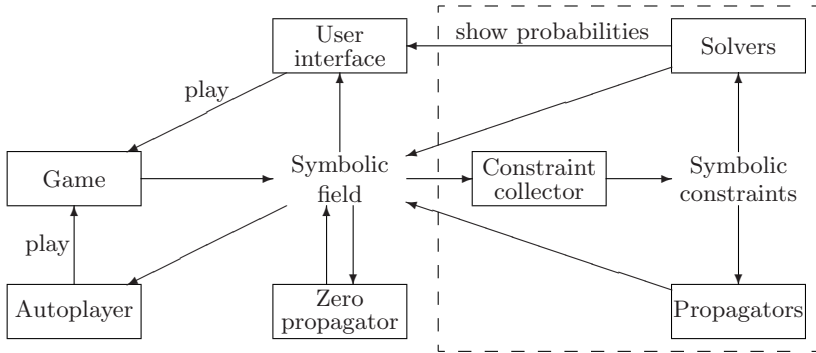 User
interface
show probabilities
Solvers
play
Game
Symbolic
field
Constraint
collector
Symbolic
constraints
play
Autoplayer
Zero
propagator
Propagators